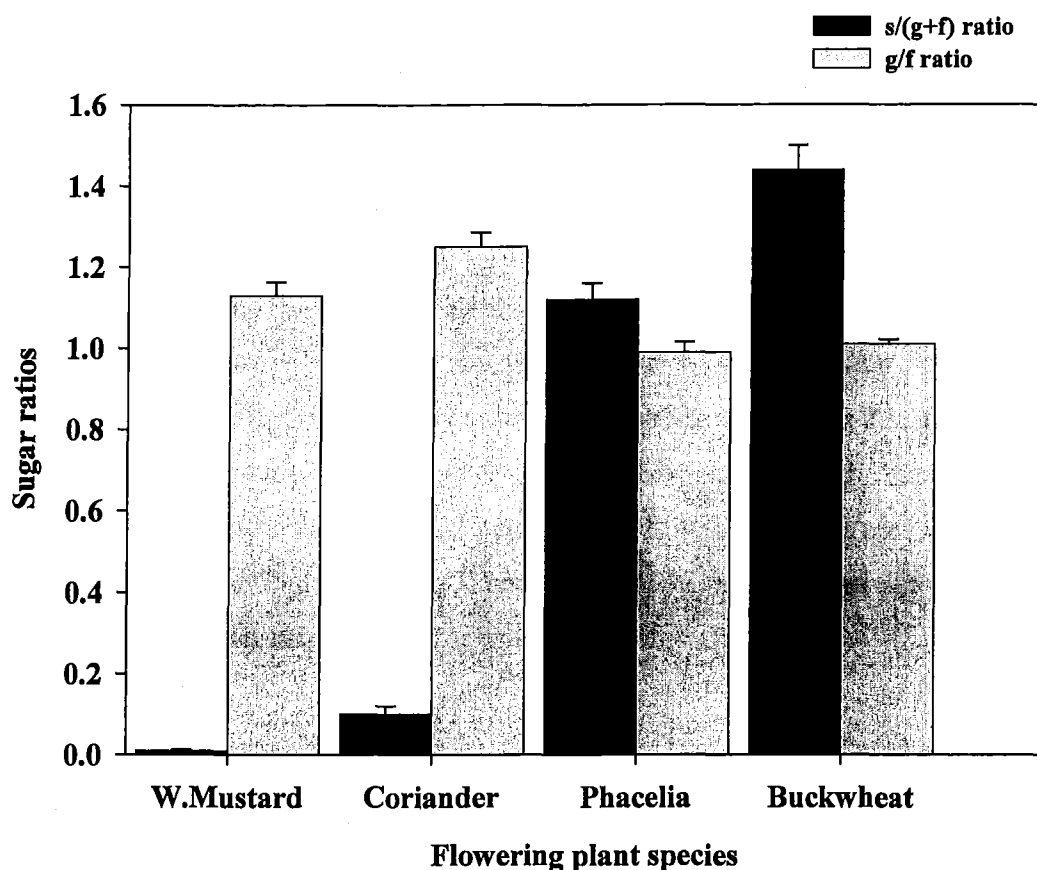 s/(g+f) ratio
g/f ratio
1.6
1.4
1.2
1.0
0.8
0.6
0.4
0.2
0.0
Sugar ratios
W.Mustard Coriander Phacelia Buckwheat
Flowering plant species